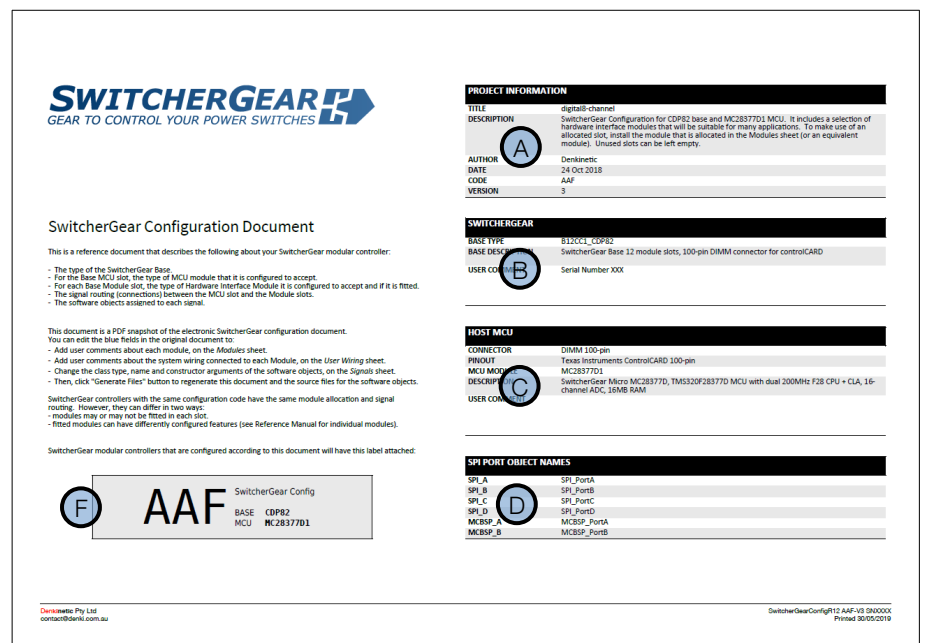 SWITCHERGEAR
GEAR TO CONTROL YOUR POWER SWITCHES
SwitcherGear Configuration Document
This is a reference document that describes the following about your SwitcherGear modular controller:
- The type of the SwitcherGear Base.
- For the Base MCU slot, the type of MCU module that it is configured to accept.
- For each Base Module slot, the type of Hardware Interface Module it is configured to accept and if it is fitted.
- The signal routing (connections) between the MCU slot and the Module slots.
- The software objects assigned to each signal.
This document is a PDF snapshot of the electronic SwitcherGear configuration document.
You can edit the blue fields in the original document to:
- Add user comments about each module, on the Modules sheet.
- Add user comments about the system wiring connected to each Module, on the User Wiring sheet.
- Change the class type, name and constructor arguments of the software objects, on the Signals sheet.
- Then, click "Generate Files" button to regenerate this document and the source files for the software objects.
SwitcherGear controllers with the same configuration code have the same module allocation and signal
routing. However, they can differ in two ways:
- modules may or may not be fitted in each slot.
- fitted modules can have differently configured features (see Reference Manual for individual modules).
SwitcherGear modular controllers that are configured according to this document will have this label attached:
F
AAF
SwitcherGear Config
BASE CDP82
MCU MC28377D1
PROJECT INFORMATION
TITLE digital8-channel
DESCRIPTION SwitcherGear Configuration for CDP82 base and MC28377D1 MCU. It includes a selection of
hardware interface modules that will be suitable for many applications. To make use of an
allocated slot, install the module that is allocated in the Modules sheet (or an equivalent
module). Unused slots can be left empty.
A
AUTHOR Denkinetic
DATE 24 Oct 2018
CODE AAF
VERSION 3
SWITCHERGEAR
BASE TYPE B12CC1_CDP82
BASE DESCRIPTION SwitcherGear Base 12 module slots, 100-pin DIMM connector for controlCARD
B
USER COMMENT Serial Number XXX
HOST MCU
CONNECTOR DIMM 100-pin
PINOUT Texas Instruments ControlCARD 100-pin
MCU MODULE MC28377D1
DESCRIPTION SwitcherGear Micro MC28377D, TMS320F28377D MCU with dual 200MHz F28 CPU + CLA, 16-
channel ADC, 16MB RAM
C
USER COMMENT
SPI PORT OBJECT NAMES
SPI_A SPI_PortA
SPI_B SPI_PortB
SPI_C SPI_PortC
SPI_D SPI_PortD
D
MCBSP_A MCBSP_PortA
MCBSP_B MCBSP_PortB
Denkinetic Pty Ltd
contact@denki.com.au
SwitcherGearConfigR12 AAF-V3 SNXXXX
Printed 30/05/2019